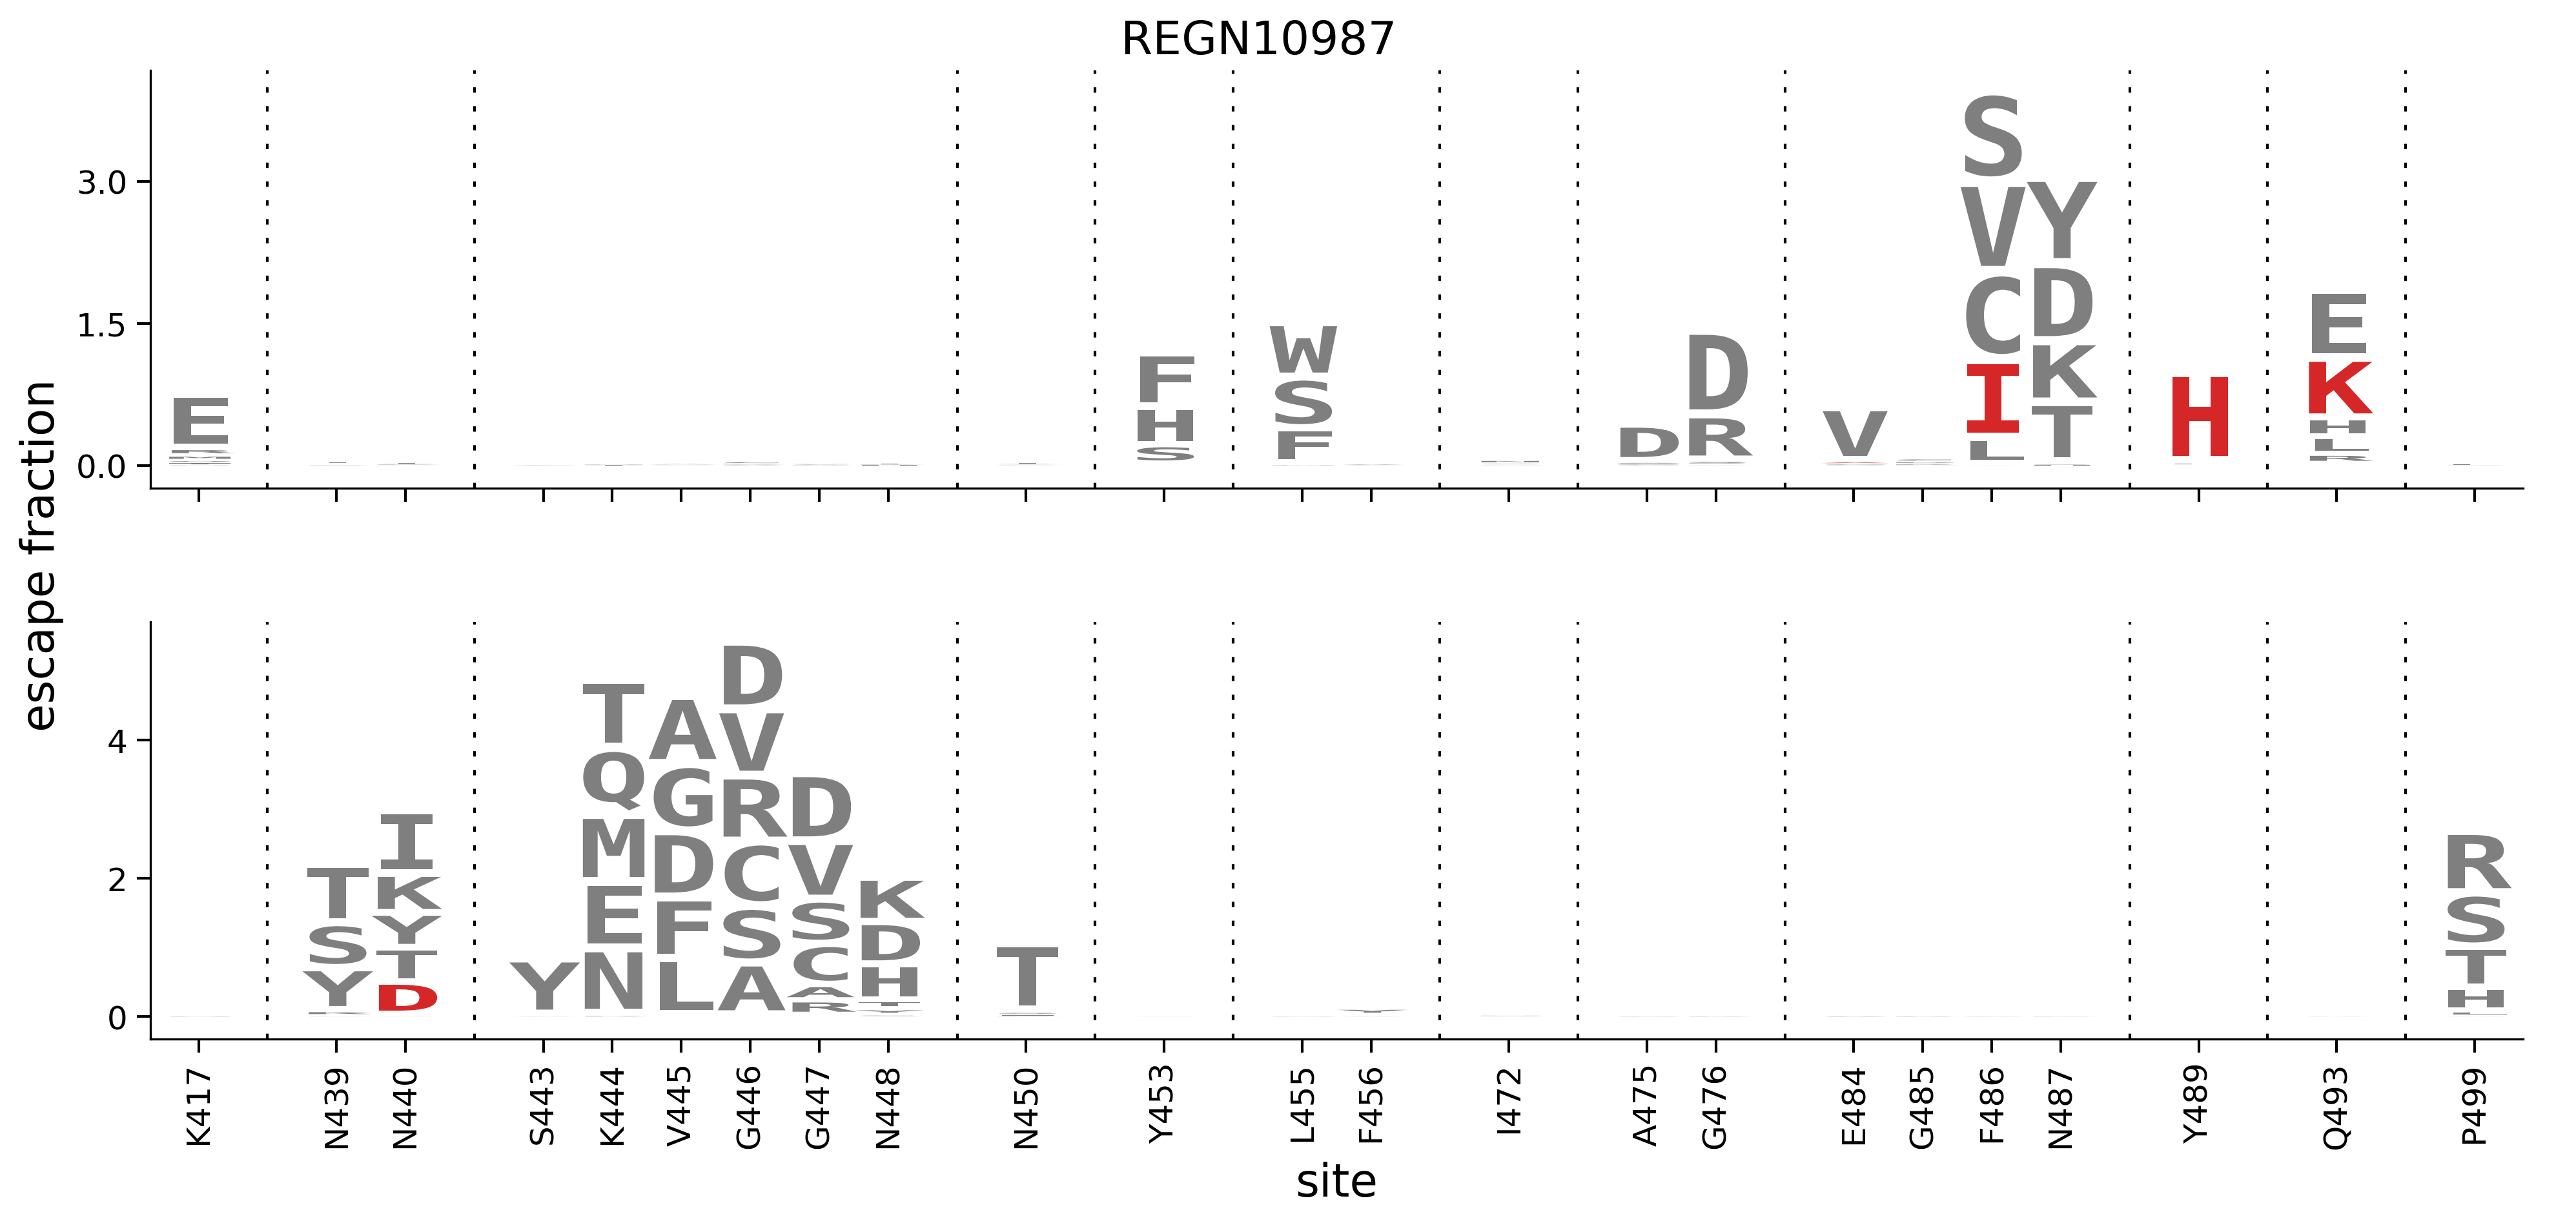 REGN10987
escape fraction
3.0
1.5
0.0
E
F
H
S
W
S
F
D
D
R
V
S
V
C
I
L
Y
D
K
T
H
E
K
H
L
R
4
2
0
T
S
Y
I
K
Y
T
D
Y
T
Q
M
E
N
A
G
D
F
L
D
V
R
C
S
A
D
V
S
C
A
R
K
D
H
T
Y
T
R
S
T
H
K417 N439 N440 S443 K444 V445 G446 G447 N448 N450 Y453 L455 F456 I472 A475 G476 E484 G485 F486 N487 Y489 Q493 P499
site